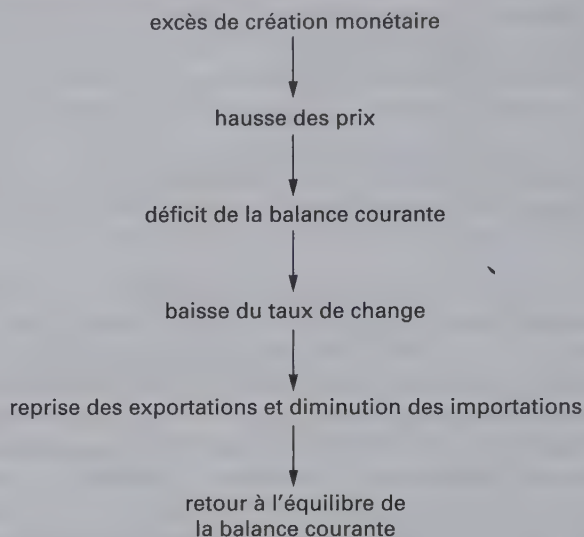 excès de création monétaire
hausse des prix
déficit de la balance courante
baisse du taux de change
reprise des exportations et diminution des importations
retour à l'équilibre de
la balance courante